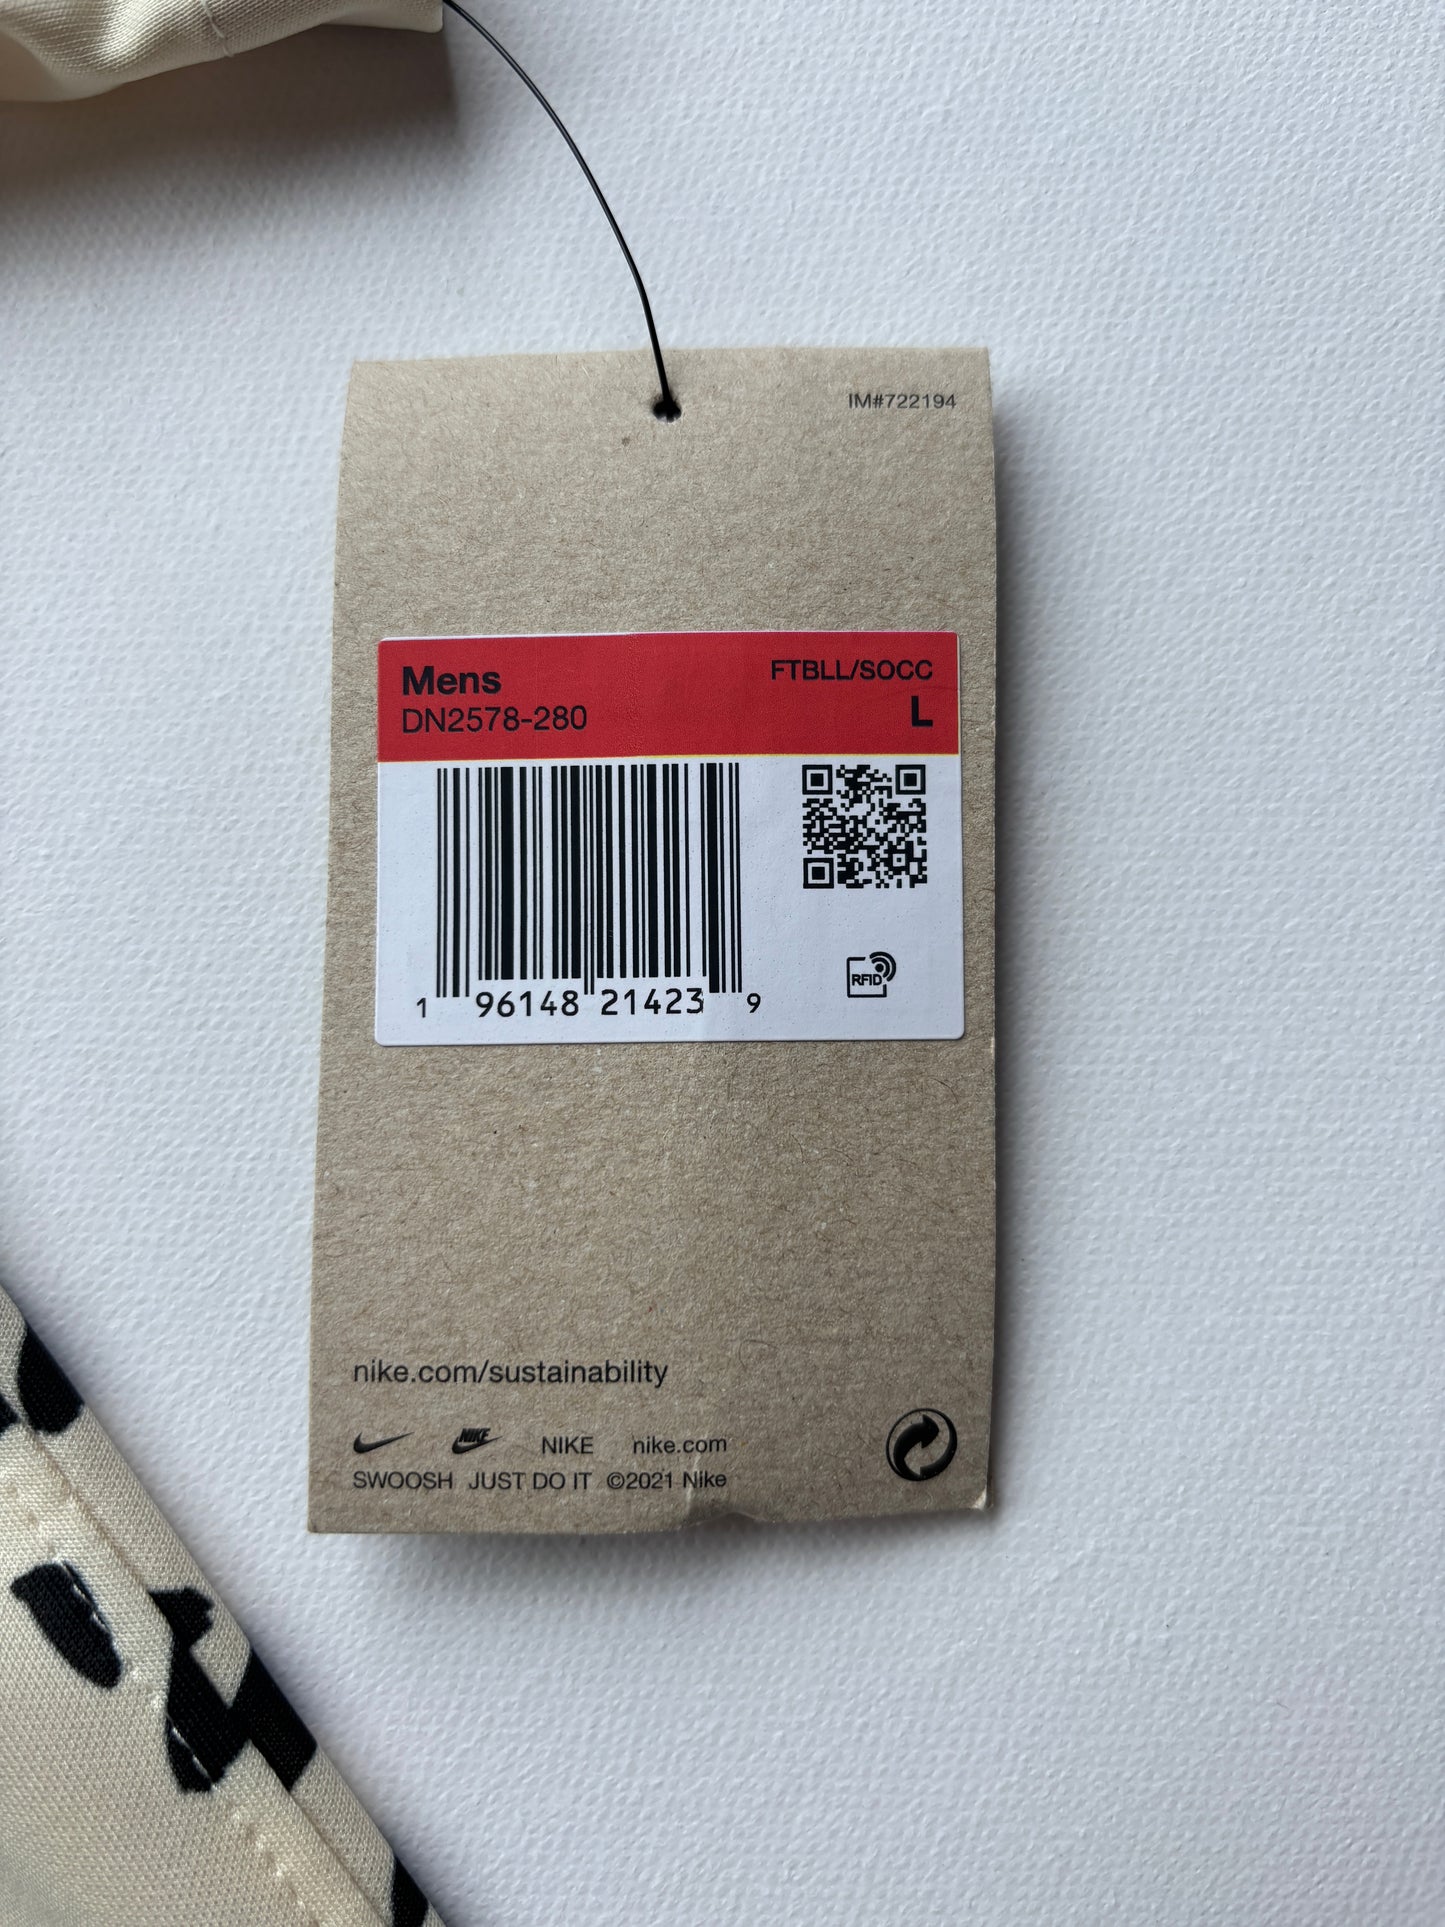 IM#722194
Mens
FTBLL/SOCC
DN2578-280
L
RFID
1 96148 21423 9
nike.com/sustainability
NIKE NIKE nike.com
SWOOSH JUST DO IT ©2021 Nike